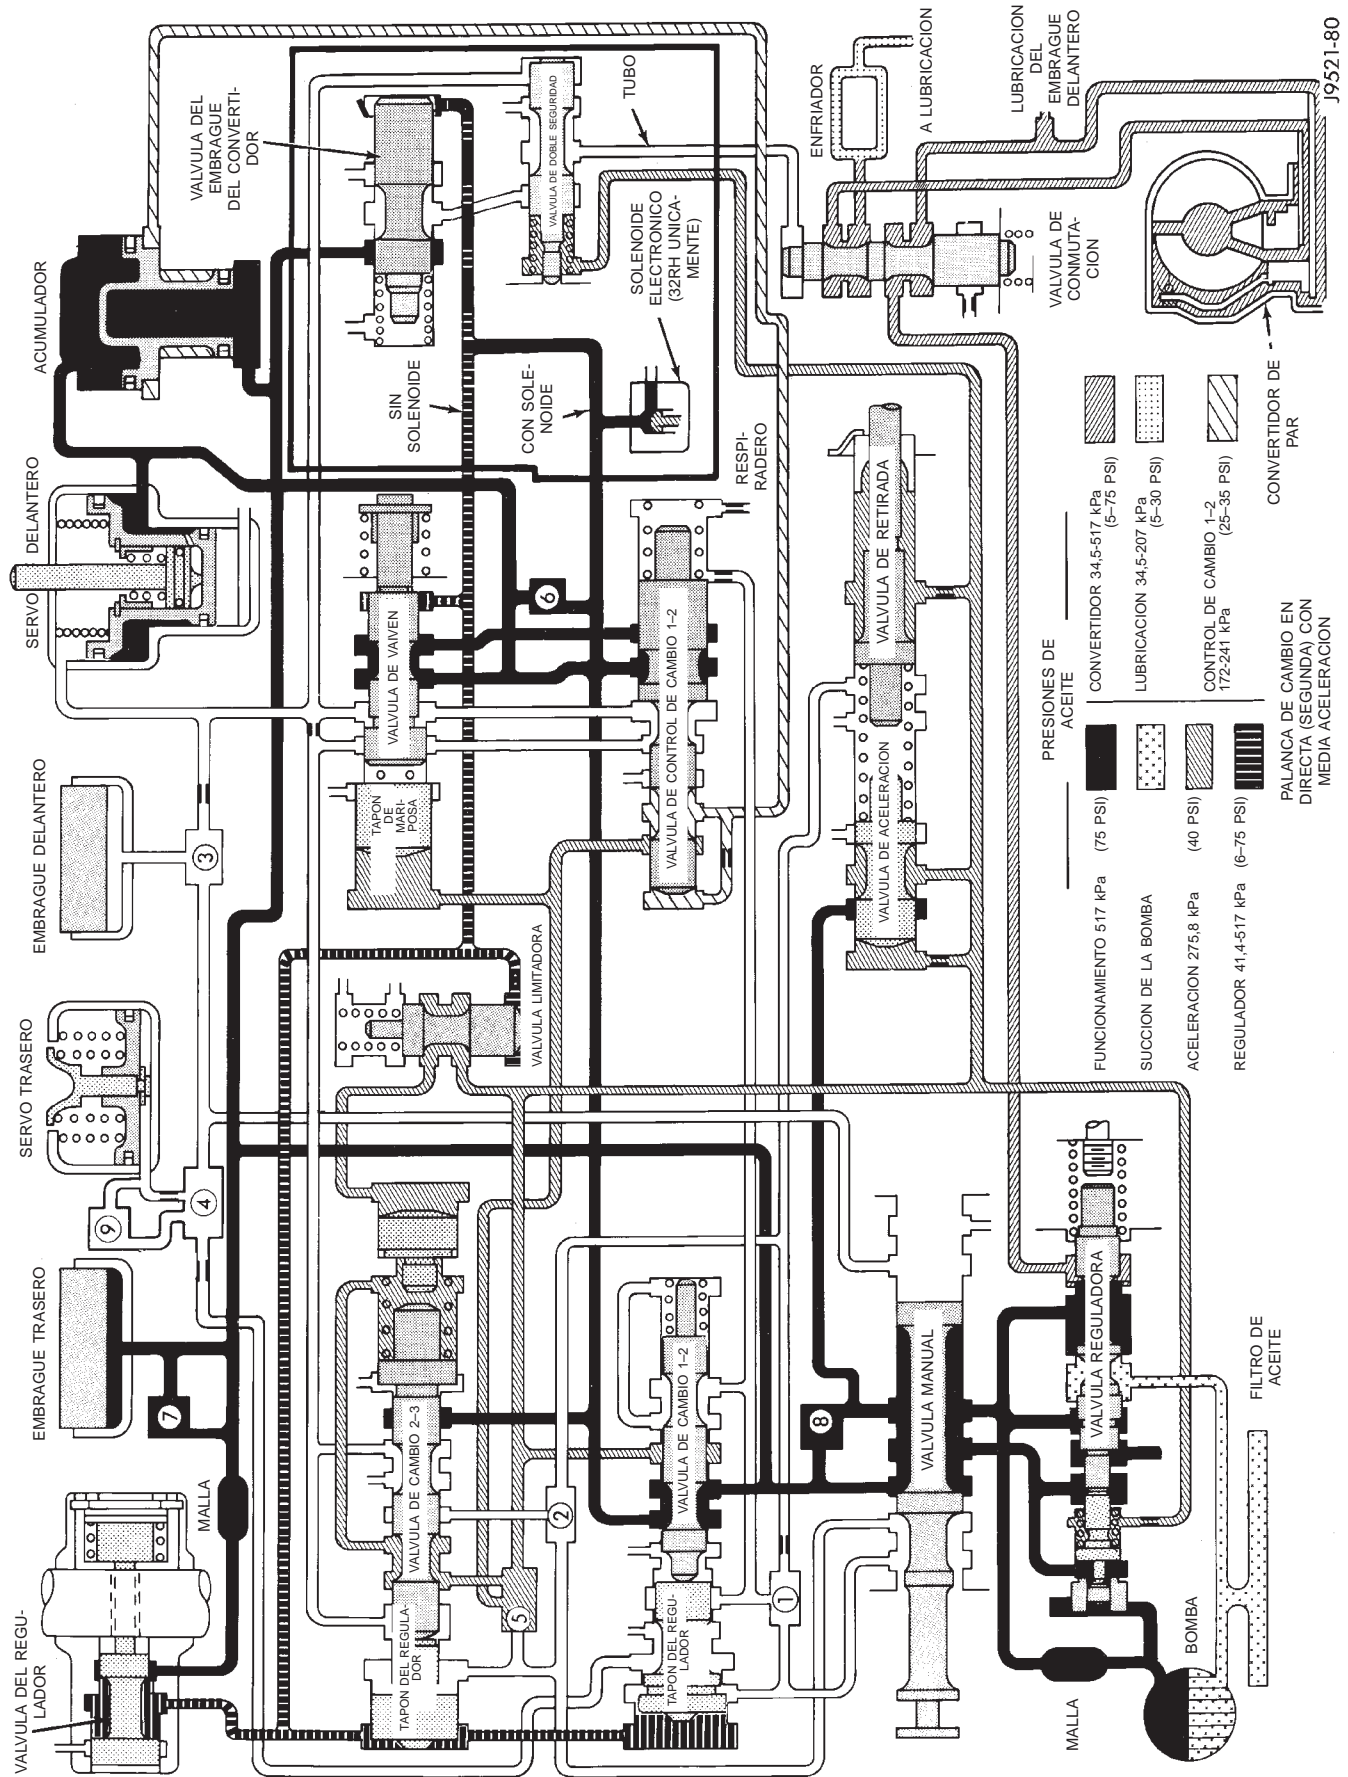 VALVULA DEL REGU-
LADOR
MALLA
EMBRAGUE TRASERO
SERVO TRASERO
EMBRAGUE DELANTERO
SERVO DELANTERO
ACUMULADOR
VALVULA DEL
EMBRAGUE
DEL CONVERTI-
DOR
7
9
4
3
TAPON DEL REGULA-
DOR
VALVULA DE CAMBIO 2–3
VALVULA LIMITADORA
TAPON
DE
MARI-
POSA
VALVULA DE VAIVEN
SIN
SOLENOIDE
VALVULA DE DOBLE SEGURIDAD
TUBO
5
2
6
CON SOLE-
NOIDE
SOLENOIDE
ELECTRONICO
(32RH UNICA-
MENTE)
TAPON DEL REGU-
LADOR
VALVULA DE CAMBIO 1–2
VALVULA DE CONTROL DE CAMBIO 1–2
RESPI-
RADERO
1
8
ENFRIADOR
A LUBRICACION
LUBRICACION
DEL
EMBRAGUE
DELANTERO
VALVULA MANUAL
VALVULA DE ACELERACION
VALVULA DE RETIRADA
VALVULA DE
CONMUTA-
CION
MALLA
BOMBA
VALVULA REGULADORA
FILTRO DE
ACEITE
PRESIONES DE
ACEITE
FUNCIONAMIENTO 517 kPa (75 PSI)
SUCCION DE LA BOMBA
ACELERACION 275,8 kPa (40 PSI)
REGULADOR 41,4-517 kPa (6–75 PSI)
CONVERTIDOR 34,5-517 kPa
(5–75 PSI)
LUBRICACION 34,5-207 kPa
(5–30 PSI)
CONTROL DE CAMBIO 1–2
172-241 kPa (25–35 PSI)
PALANCA DE CAMBIO EN
DIRECTA (SEGUNDA) CON
MEDIA ACELERACION
CONVERTIDOR DE
PAR
J9521-80